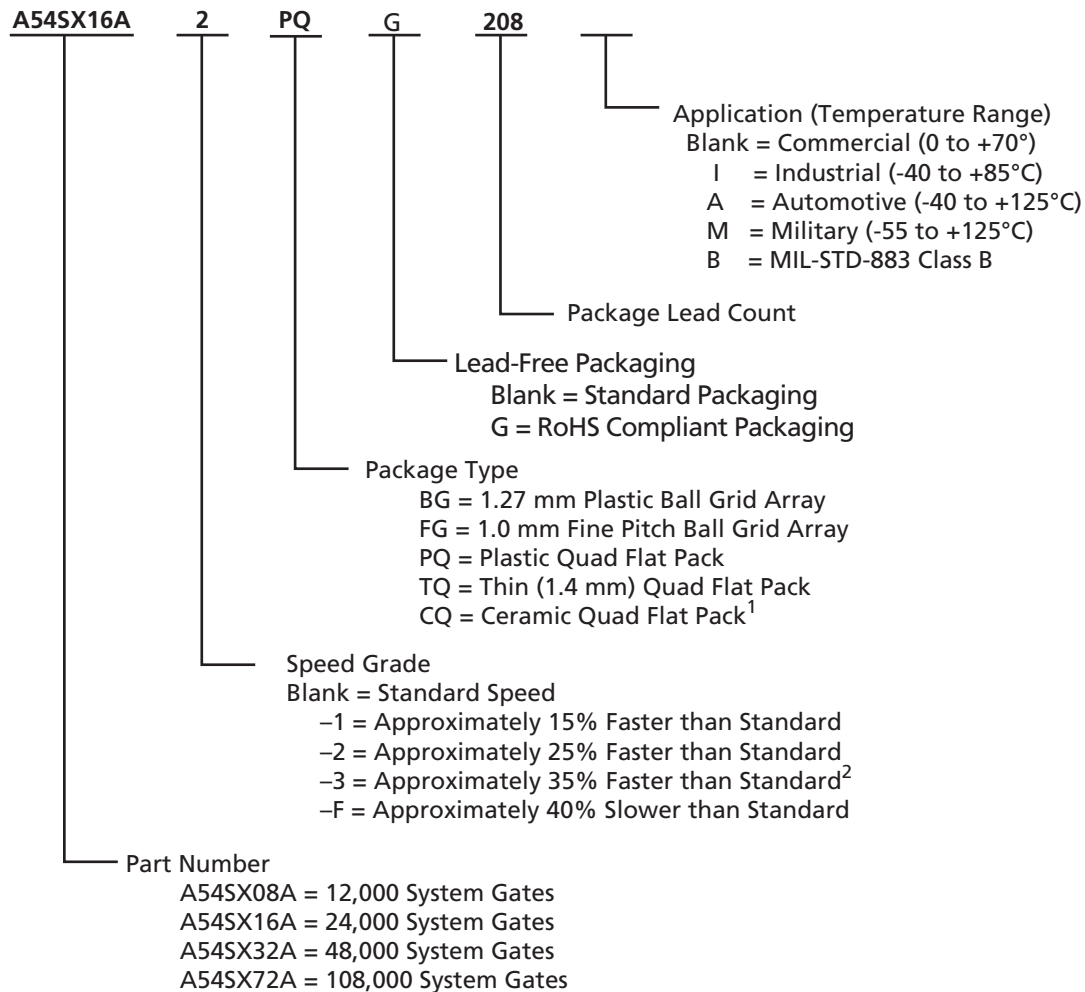 A54SX16A 2 PQ G 208
Application (Temperature Range)
Blank = Commercial (0 to +70°)
I = Industrial (-40 to +85°C)
A = Automotive (-40 to +125°C)
M = Military (-55 to +125°C)
B = MIL-STD-883 Class B
Package Lead Count
Lead-Free Packaging
Blank = Standard Packaging
G = RoHS Compliant Packaging
Package Type
BG = 1.27 mm Plastic Ball Grid Array
FG = 1.0 mm Fine Pitch Ball Grid Array
PQ = Plastic Quad Flat Pack
TQ = Thin (1.4 mm) Quad Flat Pack
CQ = Ceramic Quad Flat Pack1
Speed Grade
Blank = Standard Speed
–1 = Approximately 15% Faster than Standard
–2 = Approximately 25% Faster than Standard
–3 = Approximately 35% Faster than Standard2
–F = Approximately 40% Slower than Standard
Part Number
A54SX08A = 12,000 System Gates
A54SX16A = 24,000 System Gates
A54SX32A = 48,000 System Gates
A54SX72A = 108,000 System Gates